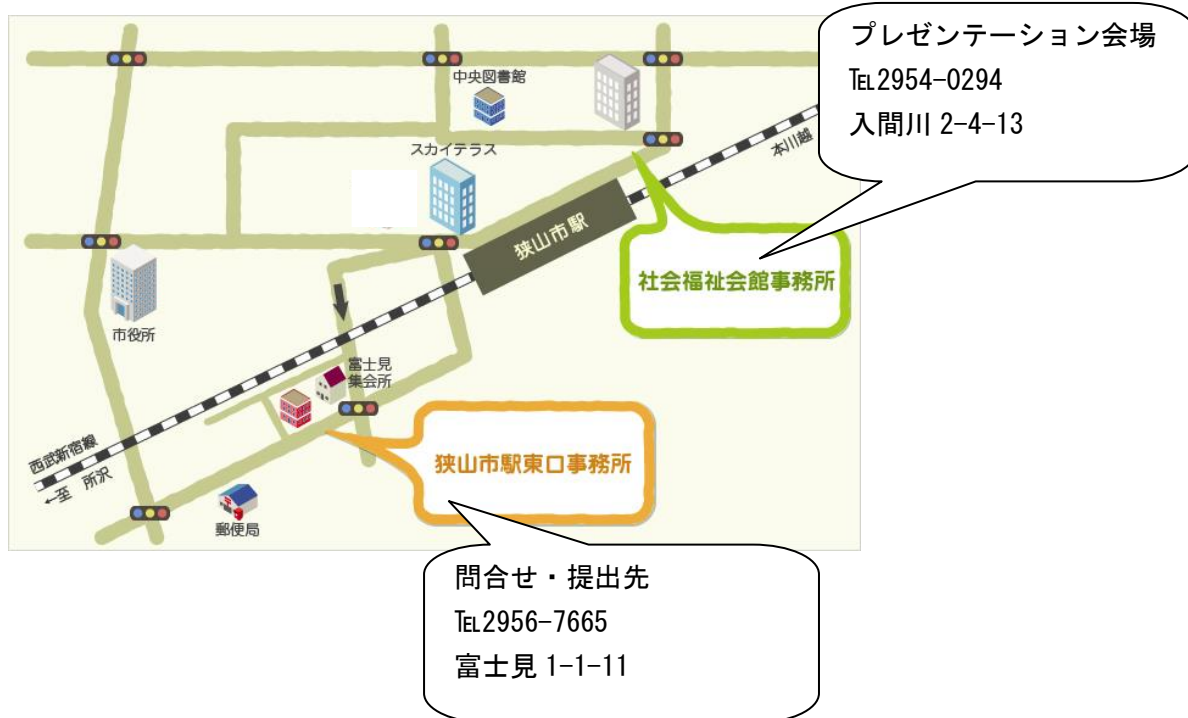 プレゼンテーション会場
℡2954-0294
入間川 2-4-13
中央図書館
スカイテラス
本川越
狭山市駅
社会福祉会館事務所
市役所
富士見
集会所
西武新宿線
←至 所沢
狭山市駅東口事務所
郵便局
問合せ・提出先
℡2956-7665
富士見 1-1-11